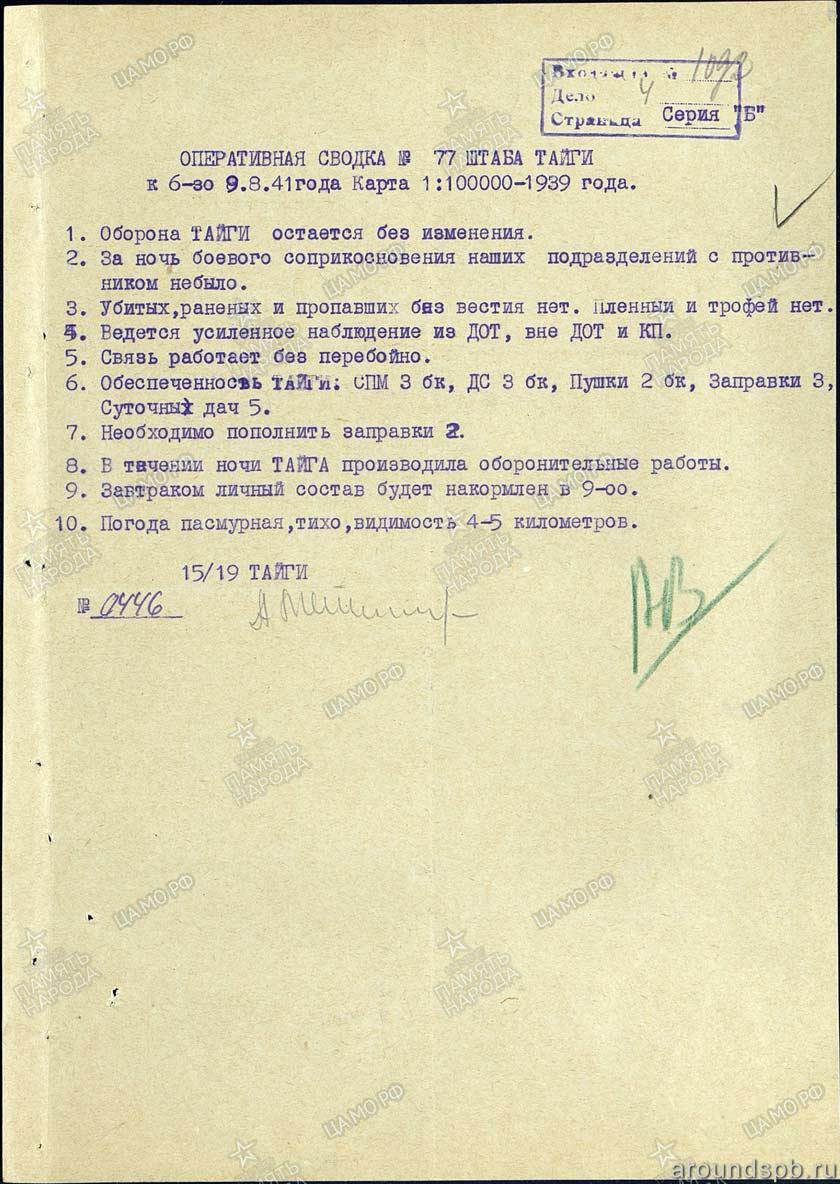 Входящий № 1092
Дело 4
Страница Серия "Б"
ОПЕРАТИВНАЯ СВОДКА № 77 ШТАБА ТАЙГИ
к 6-зо 9.8.41года Карта 1:100000-1939 года.
1. Оборона ТАЙГИ остается без изменения.
2. За ночь боевого соприкосновения наших подразделений с против-
ником небыло.
3. Убитых,раненых и пропавших без вестия нет. Пленныи и трофей нет.
4. Ведется усиленное наблюдение из ДОТ, вне ДОТ и КП.
5. Связь работает без перебойно.
6. Обеспеченность ТАЙГИ: СПМ 3 бк, ДС 3 бк, Пушки 2 бк, Заправки 3,
Суточных дач 5.
7. Необходимо пополнить заправки 2.
8. В течении ночи ТАЙГА производила оборонительные работы.
9. Завтраком личный состав будет накормлен в 9-оо.
10. Погода пасмурная,тихо,видимость 4-5 километров.
15/19 ТАЙГИ
№ 0446
ЦАМО.РФ
ПАМЯТЬ НАРОДА
aroundspb.ru